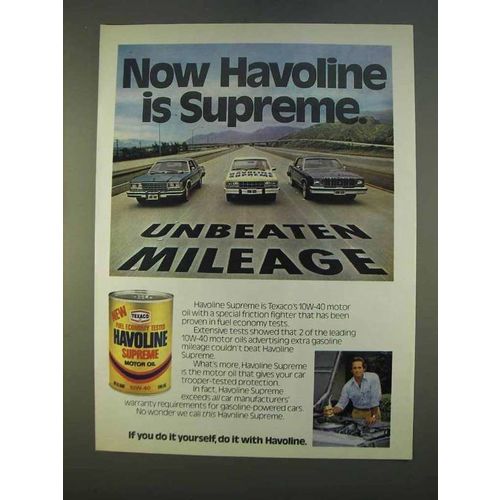 Now Havoline
is Supreme.
HAVOLINE
SUPREME
UNBEATEN
MILEAGE
Havoline Supreme is Texaco's 10W-40 motor
oil with a special friction fighter that has been
proven in fuel economy tests.
Extensive tests showed that 2 of the leading
10W-40 motor oils advertising extra gasoline
mileage couldn't beat Havoline
Supreme.
What's more, Havoline Supreme
is the motor oil that gives your car
trooper-tested protection.
In fact, Havoline Supreme
exceeds all car manufacturers'
warranty requirements for gasoline-powered cars.
No wonder we call this Havoline Supreme.
TEXACO
NEW
FUEL ECONOMY TESTED
HAVOLINE
SUPREME
MOTOR OIL
10W-40
If you do it yourself, do it with Havoline.